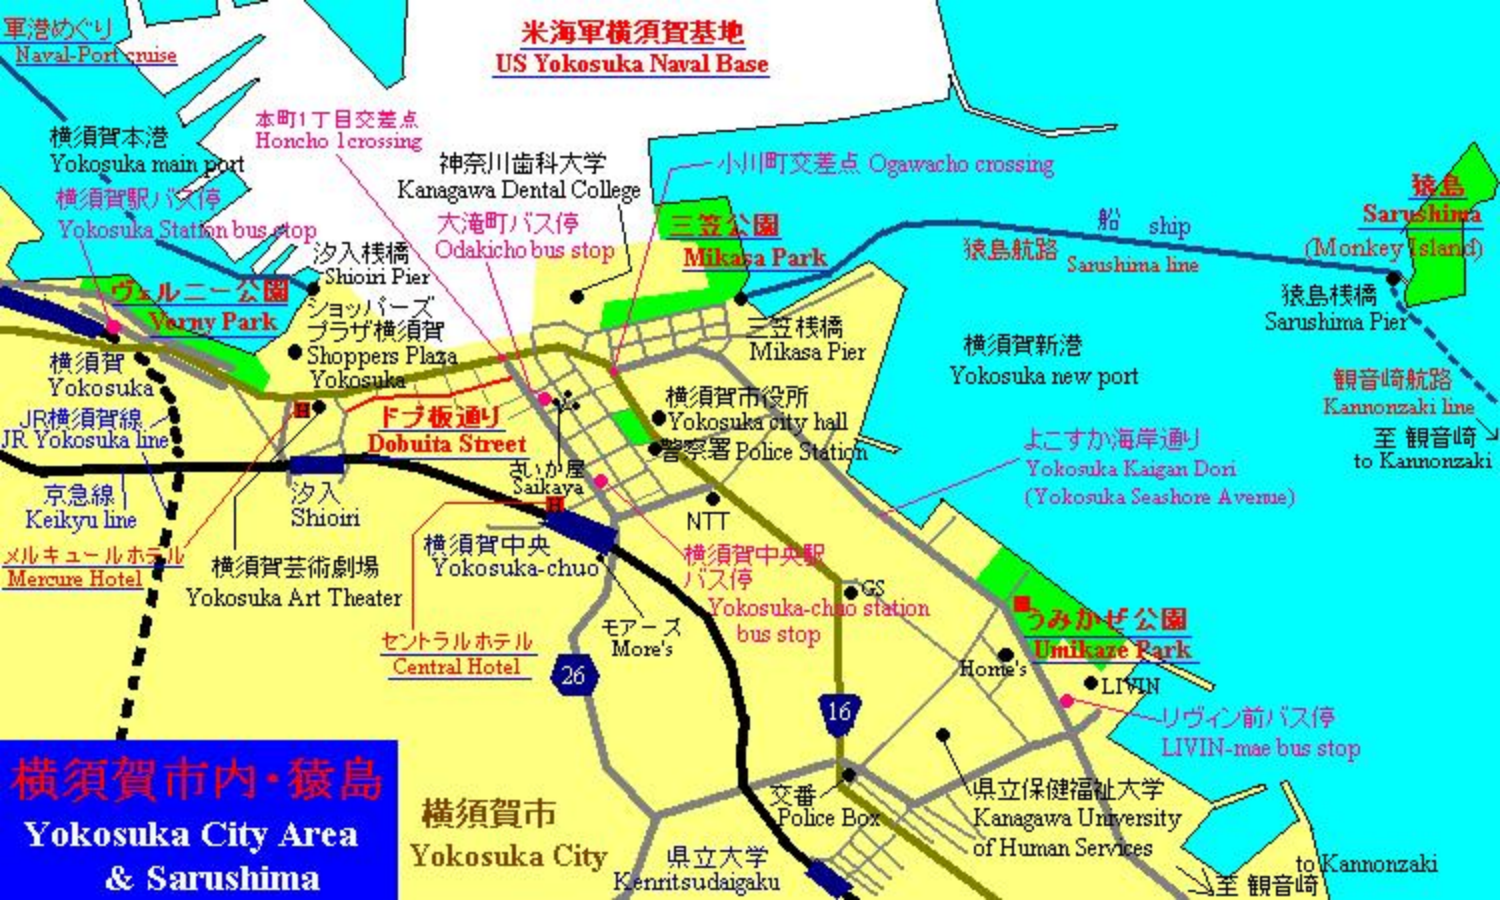 軍港めぐり
Naval-Port cruise
米海軍横須賀基地
US Yokosuka Naval Base
横須賀本港
Yokosuka main port
横須賀駅バス停
Yokosuka Station bus stop
本町1丁目交差点
Honcho 1crossing
神奈川歯科大学
Kanagawa Dental College
大滝町バス停
Odakicho bus stop
小川町交差点 Ogawacho crossing
三笠公園
Mikasa Park
船 ship
猿島航路
Sarushima line
猿島
Sarushima
(Monkey Island)
汐入桟橋
Shioiri Pier
ヴェルニー公園
Verny Park
ショッパーズ
プラザ横須賀
Shoppers Plaza
Yokosuka
三笠桟橋
Mikasa Pier
猿島桟橋
Sarushima Pier
横須賀新港
Yokosuka new port
観音崎航路
Kannonzaki line
至 観音崎
to Kannonzaki
横須賀
Yokosuka
JR横須賀線
JR Yokosuka line
ドブ板通り
Dobuita Street
横須賀市役所
Yokosuka city hall
警察署 Police Station
さいか屋
Saikaya
よこすか海岸通り
Yokosuka Kaigan Dori
(Yokosuka Seashore Avenue)
京急線
Keikyu line
汐入
Shioiri
NTT
メルキュールホテル
Mercure Hotel
横須賀芸術劇場
Yokosuka Art Theater
横須賀中央
Yokosuka-chuo
横須賀中央駅
バス停
Yokosuka-chuo station
bus stop
GS
モアーズ
More's
セントラルホテル
Central Hotel
うみかぜ公園
Umikaze Park
Home's
LIVIN
リヴィン前バス停
LIVIN-mae bus stop
H
H
26
16
横須賀市内・猿島
Yokosuka City Area
& Sarushima
横須賀市
Yokosuka City
交番
Police Box
県立保健福祉大学
Kanagawa University
of Human Services
県立大学
Kenritsudaigaku
to Kannonzaki
至 観音崎